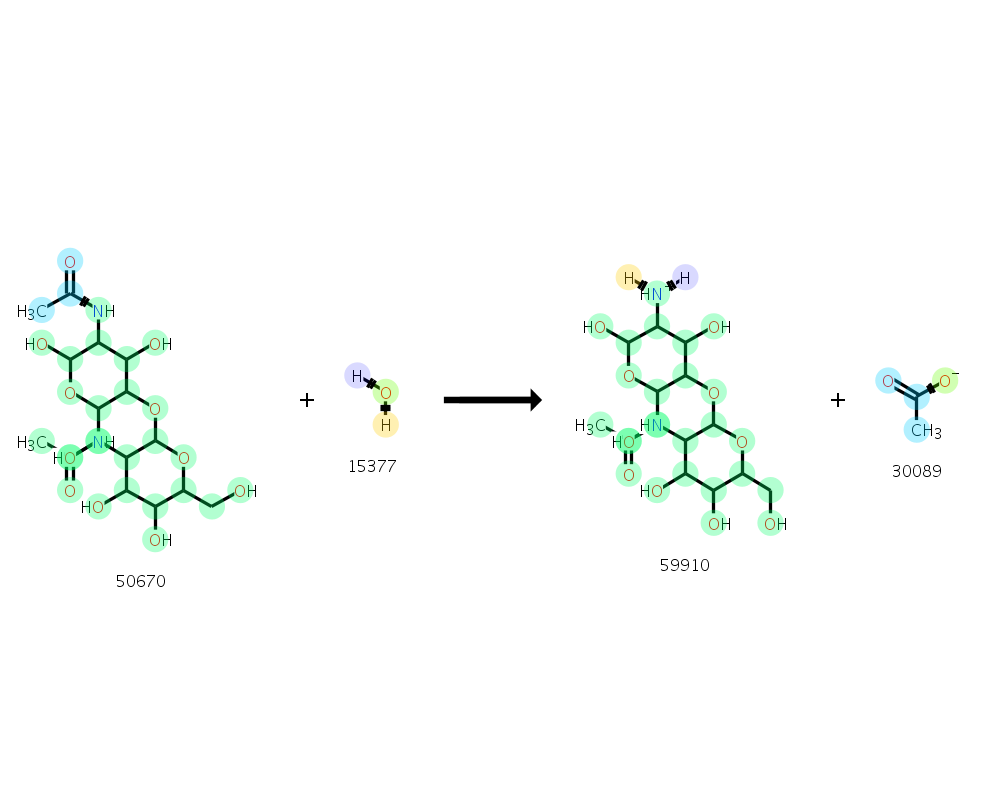 O
H₃C NH
HO OH
O
O
H₃C NH
HO O
O
HO OH
OH
50670
+
H
O
H
15377
H H
HN
HO OH
O
O
H₃C HN
HO O
O
HO
OH OH
59910
+
O O⁻
CH₃
30089